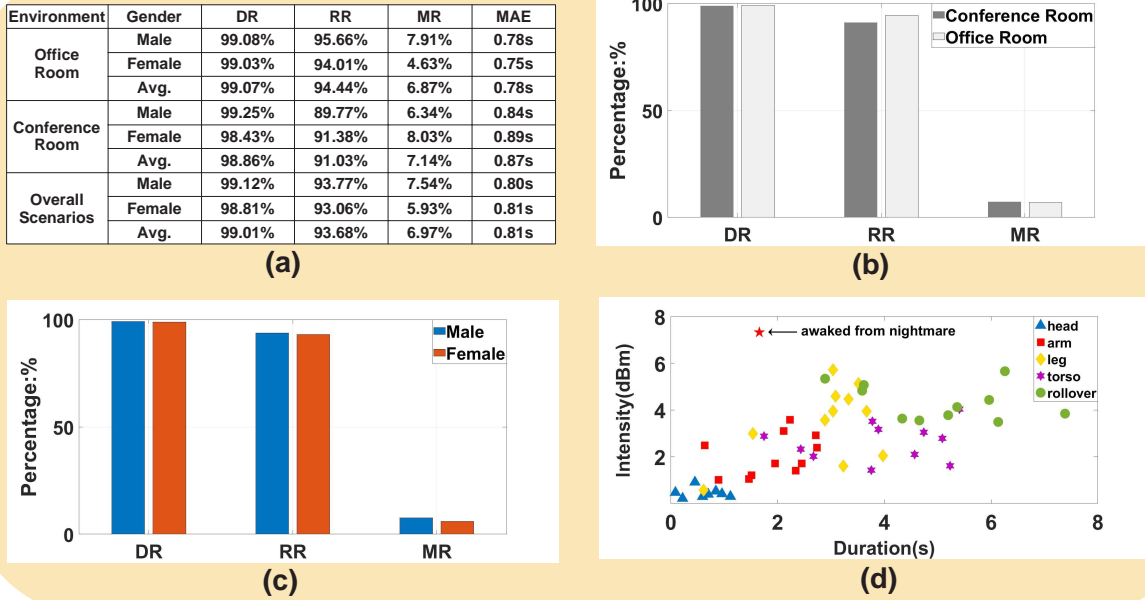 Environment Gender DR RR MR MAE
Office Room Male 99.08% 95.66% 7.91% 0.78s
Female 99.03% 94.01% 4.63% 0.75s
Avg. 99.07% 94.44% 6.87% 0.78s
Conference Room Male 99.25% 89.77% 6.34% 0.84s
Female 98.43% 91.38% 8.03% 0.89s
Avg. 98.86% 91.03% 7.14% 0.87s
Overall Scenarios Male 99.12% 93.77% 7.54% 0.80s
Female 98.81% 93.06% 5.93% 0.81s
Avg. 99.01% 93.68% 6.97% 0.81s
(a)
100
50
0
Percentage:%
Conference Room
Office Room
DR RR MR
(b)
100
50
0
Percentage:%
Male
Female
DR RR MR
(c)
8
6
4
2
Intensity(dBm)
awaked from nightmare
head
arm
leg
torso
rollover
0 2 4 6 8
Duration(s)
(d)